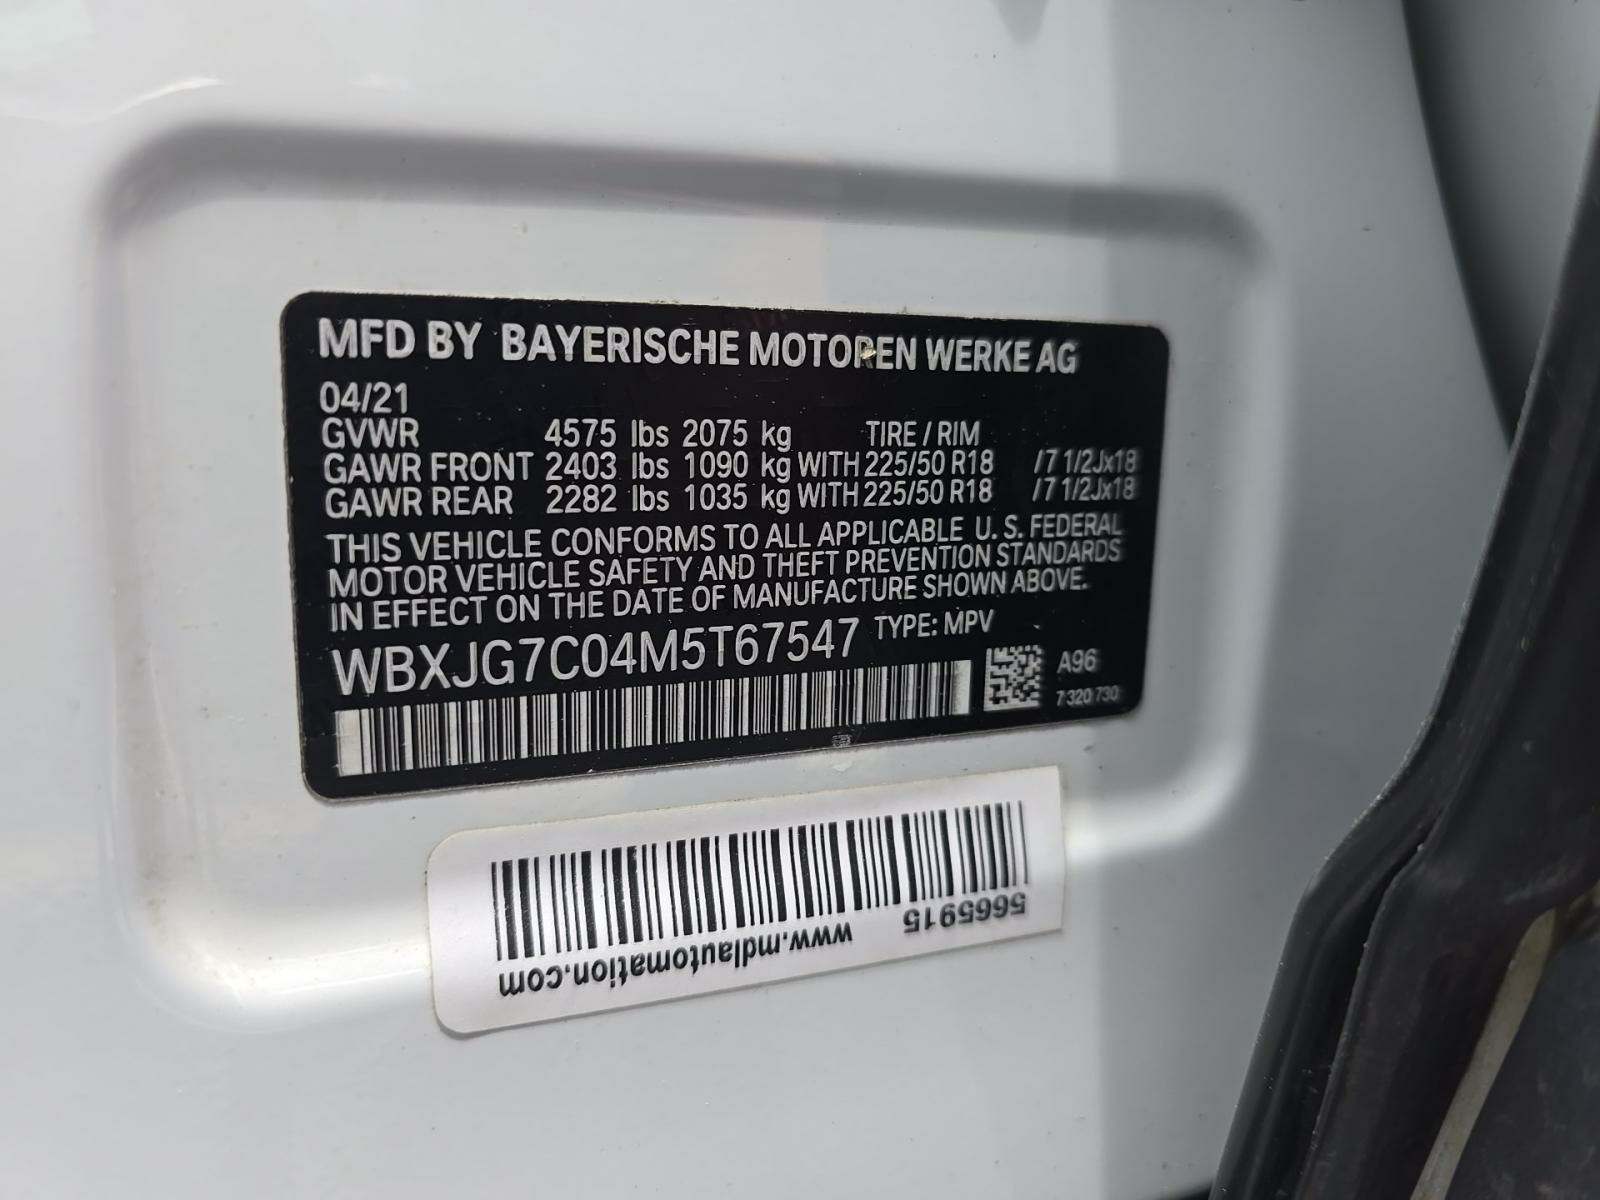 MFD BY BAYERISCHE MOTOREN WERKE AG
04/21
GVWR 4575 lbs 2075 kg TIRE / RIM
GAWR FRONT 2403 lbs 1090 kg WITH 225/50 R18 /7 1/2Jx18
GAWR REAR 2282 lbs 1035 kg WITH 225/50 R18 /7 1/2Jx18
THIS VEHICLE CONFORMS TO ALL APPLICABLE U. S. FEDERAL
MOTOR VEHICLE SAFETY AND THEFT PREVENTION STANDARDS
IN EFFECT ON THE DATE OF MANUFACTURE SHOWN ABOVE.
WBXJG7C04M5T67547 TYPE: MPV
A96
7 320 730
5665915 www.mdlautomation.com